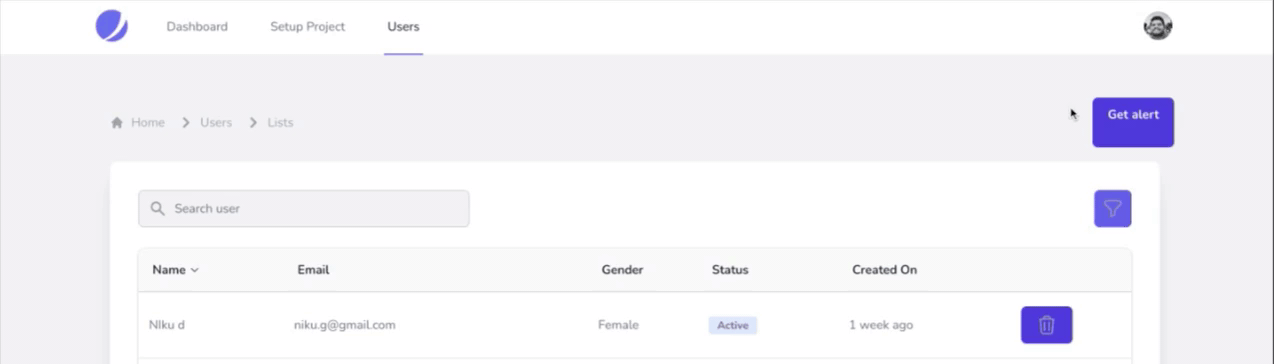 Dashboard Setup Project Users
Home Users Lists
Get alert
Search user
Name Email Gender Status Created On
NIku d niku.g@gmail.com Female Active 1 week ago